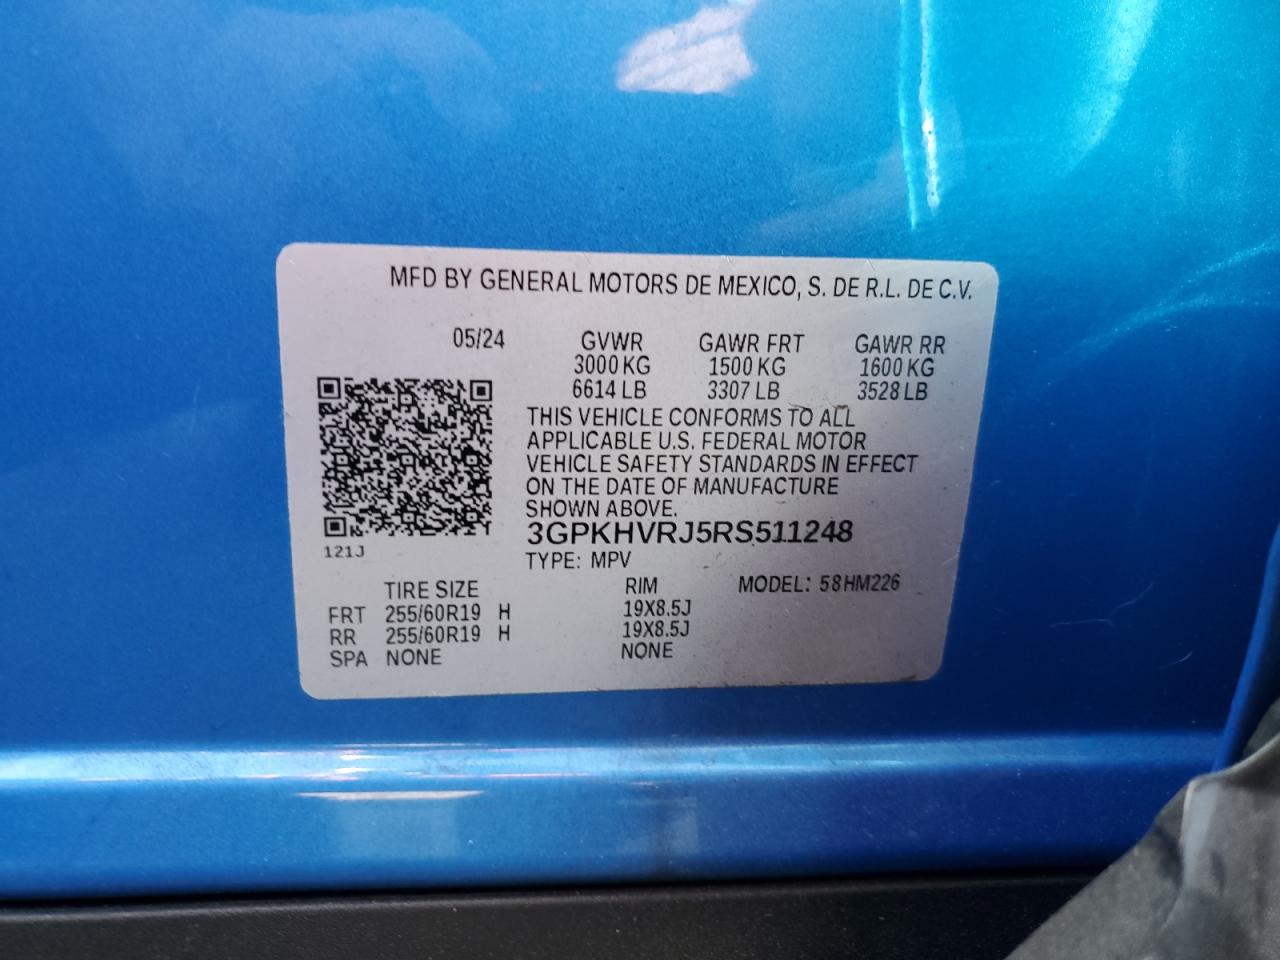 MFD BY GENERAL MOTORS DE MEXICO, S. DE R.L. DE C.V.
05/24 GVWR GAWR FRT GAWR RR
3000 KG 1500 KG 1600 KG
6614 LB 3307 LB 3528 LB
THIS VEHICLE CONFORMS TO ALL
APPLICABLE U.S. FEDERAL MOTOR
VEHICLE SAFETY STANDARDS IN EFFECT
ON THE DATE OF MANUFACTURE
SHOWN ABOVE.
3GPKHVRJ5RS511248
121J
TYPE: MPV
TIRE SIZE RIM MODEL: 58HM226
FRT 255/60R19 H 19X8.5J
RR 255/60R19 H 19X8.5J
SPA NONE NONE